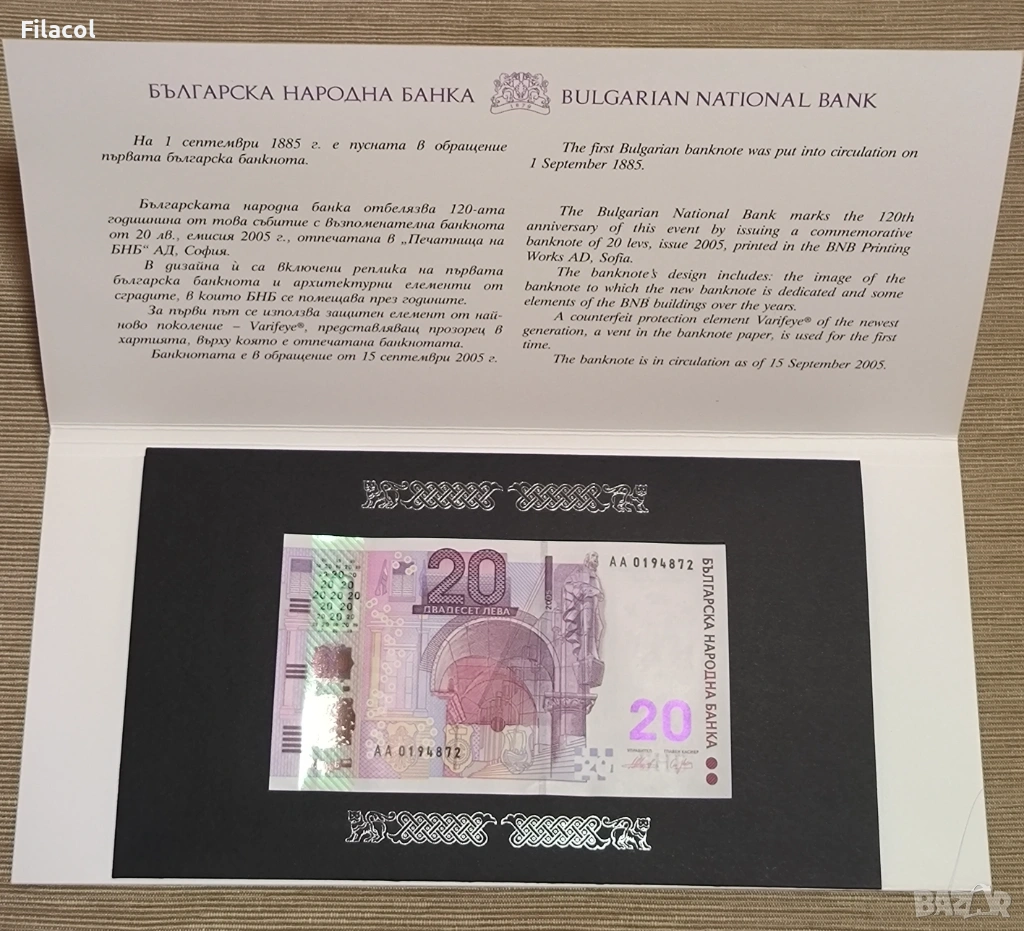 Filacol
БЪЛГАРСКА НАРОДНА БАНКА
BULGARIAN NATIONAL BANK
На 1 септември 1885 г. е пусната в обращение
първата българска банкнота.
Българската народна банка отбелязва 120-ата
годишнина от това събитие с възпоменателна банкнота
от 20 лв., емисия 2005 г., отпечатана в „Печатница на
БНБ“ АД, София.
В дизайна ѝ са включени реплика на първата
българска банкнота и архитектурни елементи от
сградите, в които БНБ се помещава през годините.
За първи път се използва защитен елемент от най-
ново поколение – Varifeye®, представляващ прозорец в
хартията, върху която е отпечатана банкнотата.
Банкнотата е в обращение от 15 септември 2005 г.
The first Bulgarian banknote was put into circulation on
1 September 1885.
The Bulgarian National Bank marks the 120th
anniversary of this event by issuing a commemorative
banknote of 20 levs, issue 2005, printed in the BNB Printing
Works AD, Sofia.
The banknote's design includes: the image of the
banknote to which the new banknote is dedicated and some
elements of the BNB buildings over the years.
A counterfeit protection element Varifeye® of the newest
generation, a vent in the banknote paper, is used for the first
time.
The banknote is in circulation as of 15 September 2005.
20
ДВАДЕСЕТ ЛЕВА
АА 0194872
БЪЛГАРСКА НАРОДНА БАНКА
20
АА 0194872
BAZAR